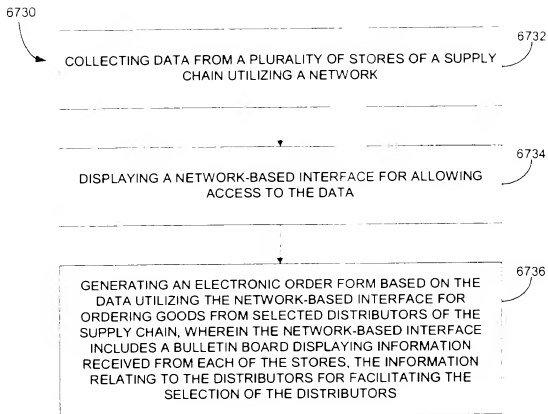 6730
6732
COLLECTING DATA FROM A PLURALITY OF STORES OF A SUPPLY
CHAIN UTILIZING A NETWORK
6734
DISPLAYING A NETWORK-BASED INTERFACE FOR ALLOWING
ACCESS TO THE DATA
6736
GENERATING AN ELECTRONIC ORDER FORM BASED ON THE
DATA UTILIZING THE NETWORK-BASED INTERFACE FOR
ORDERING GOODS FROM SELECTED DISTRIBUTORS OF THE
SUPPLY CHAIN, WHEREIN THE NETWORK-BASED INTERFACE
INCLUDES A BULLETIN BOARD DISPLAYING INFORMATION
RECEIVED FROM EACH OF THE STORES, THE INFORMATION
RELATING TO THE DISTRIBUTORS FOR FACILITATING THE
SELECTION OF THE DISTRIBUTORS